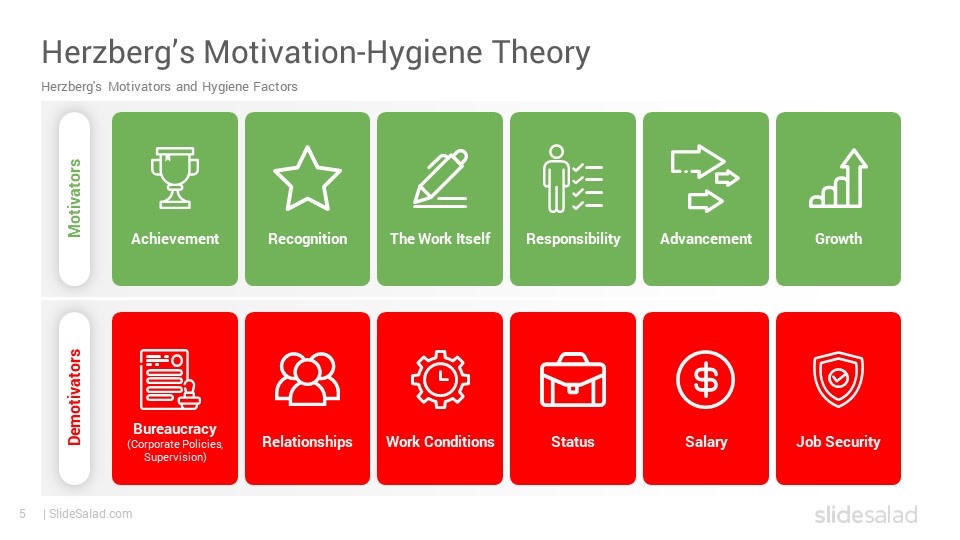 Herzberg’s Motivation-Hygiene Theory
Herzberg's Motivators and Hygiene Factors
Motivators
Achievement
Recognition
The Work Itself
Responsibility
Advancement
Growth
Demotivators
Bureaucracy
(Corporate Policies,
Supervision)
Relationships
Work Conditions
Status
Salary
Job Security
5 | SlideSalad.com
slidesalad